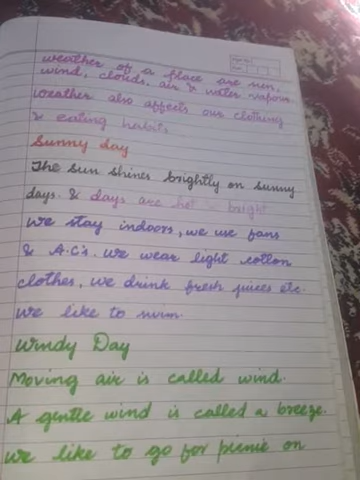 weather of a place are sun,
wind, clouds, air & water vapour
Weather also affects our clothing
& eating habits
Sunny day
The sun shines brightly on sunny
days. & days are hot - bright
We stay indoors, we use fans
& A.C's. We wear light cotton
clothes, we drink fresh juices etc.
We like to swim.
Windy Day
Moving air is called wind.
A gentle wind is called a breeze.
We like to go for picnic on